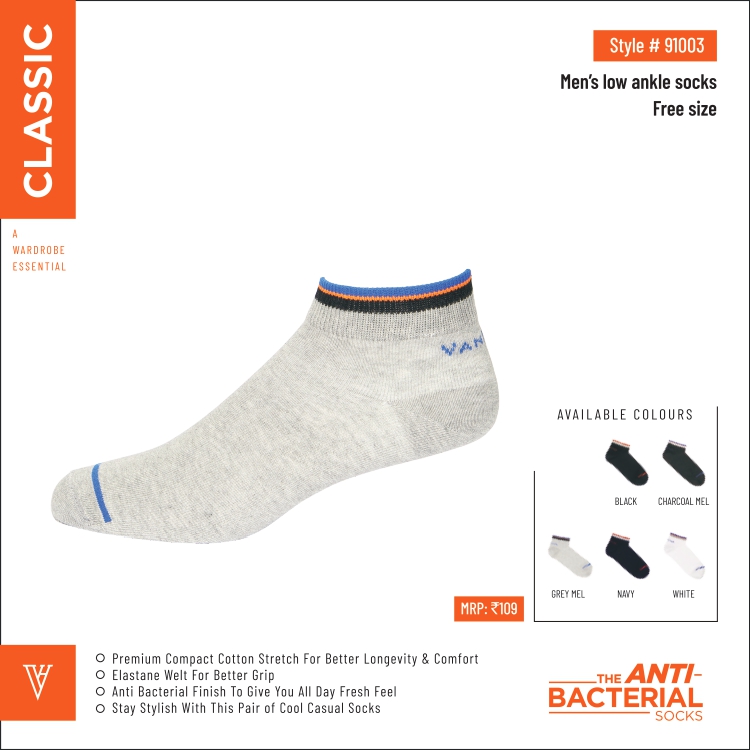 CLASSIC
A
WARDROBE
ESSENTIAL
Style # 91003
Men's low ankle socks
Free size
VAN
AVAILABLE COLOURS
BLACK
CHARCOAL MEL
GREY MEL
NAVY
WHITE
MRP: ₹109
Premium Compact Cotton Stretch For Better Longevity & Comfort
Elastane Welt For Better Grip
Anti Bacterial Finish To Give You All Day Fresh Feel
Stay Stylish With This Pair of Cool Casual Socks
THE ANTI-
BACTERIAL
SOCKS